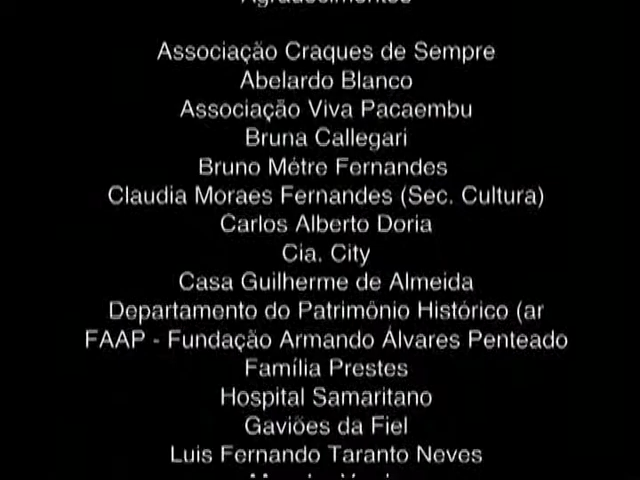 Agradecimentos
Associação Craques de Sempre
Abelardo Blanco
Associação Viva Pacaembu
Bruna Callegari
Bruno Métre Fernandes
Claudia Moraes Fernandes (Sec. Cultura)
Carlos Alberto Doria
Cia. City
Casa Guilherme de Almeida
Departamento do Patrimônio Histórico (ar
FAAP - Fundação Armando Álvares Penteado
Família Prestes
Hospital Samaritano
Gaviões da Fiel
Luis Fernando Taranto Neves